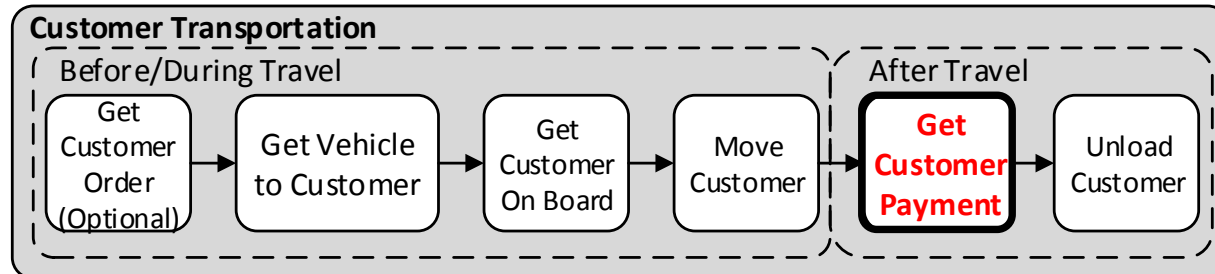 Customer Transportation
Before/During Travel
After Travel
Get
Customer
Order
(Optional)
Get Vehicle
to Customer
Get
Customer
On Board
Move
Customer
Get
Customer
Payment
Unload
Customer